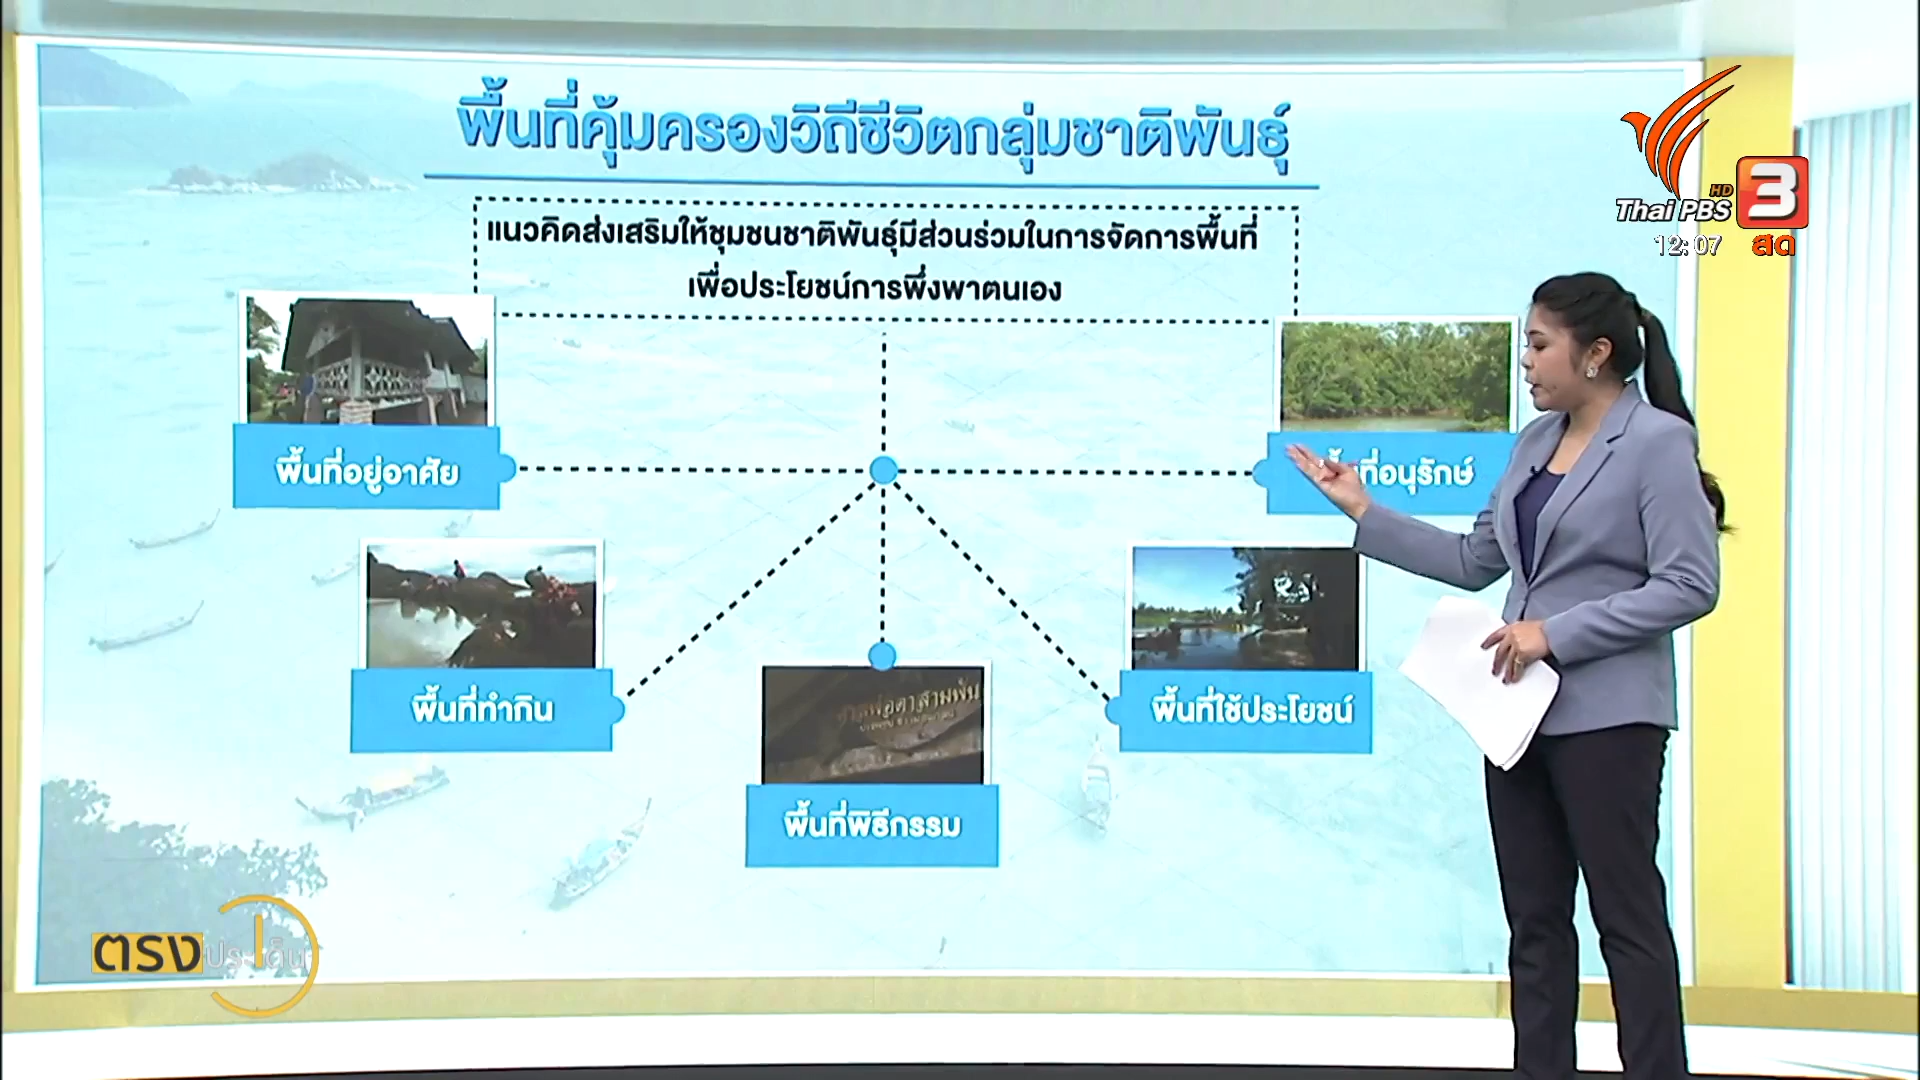 พื้นที่คุ้มครองวิถีชีวิตกลุ่มชาติพันธุ์
แนวคิดส่งเสริมให้ชุมชนชาติพันธุ์มีส่วนร่วมในการจัดการพื้นที่
เพื่อประโยชน์การพึ่งพาตนเอง
HD
Thai PBS 3
12:07 สด
พื้นที่อยู่อาศัย
ที่อนุรักษ์
พื้นที่ทำกิน
พื้นที่ใช้ประโยชน์
พื้นที่พิธีกรรม
ตรงประเด็น